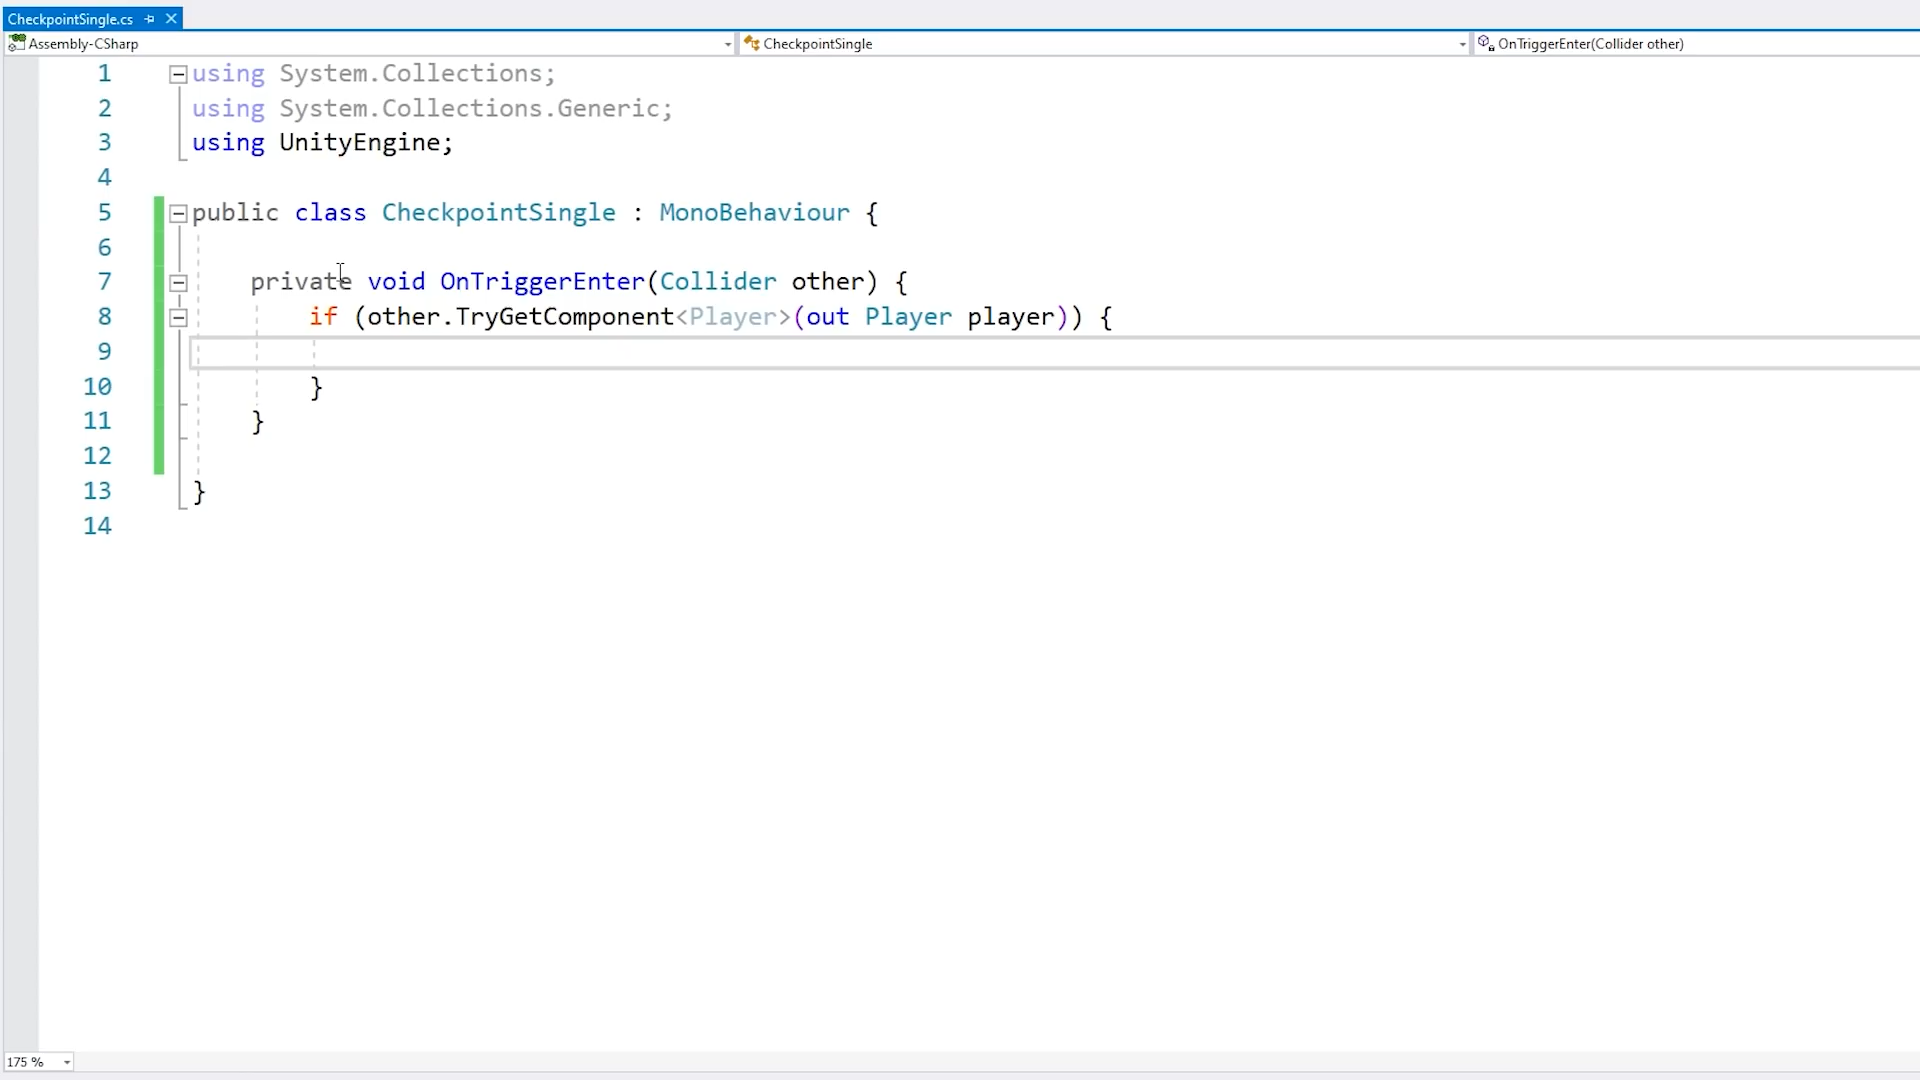 CheckpointSingle.cs
Assembly-CSharp CheckpointSingle OnTriggerEnter(Collider other)
1 using System.Collections;
2 using System.Collections.Generic;
3 using UnityEngine;
4
5 public class CheckpointSingle : MonoBehaviour {
6
7 private void OnTriggerEnter(Collider other) {
8 if (other.TryGetComponent<Player>(out Player player)) {
9
10 }
11 }
12
13 }
14
175 %